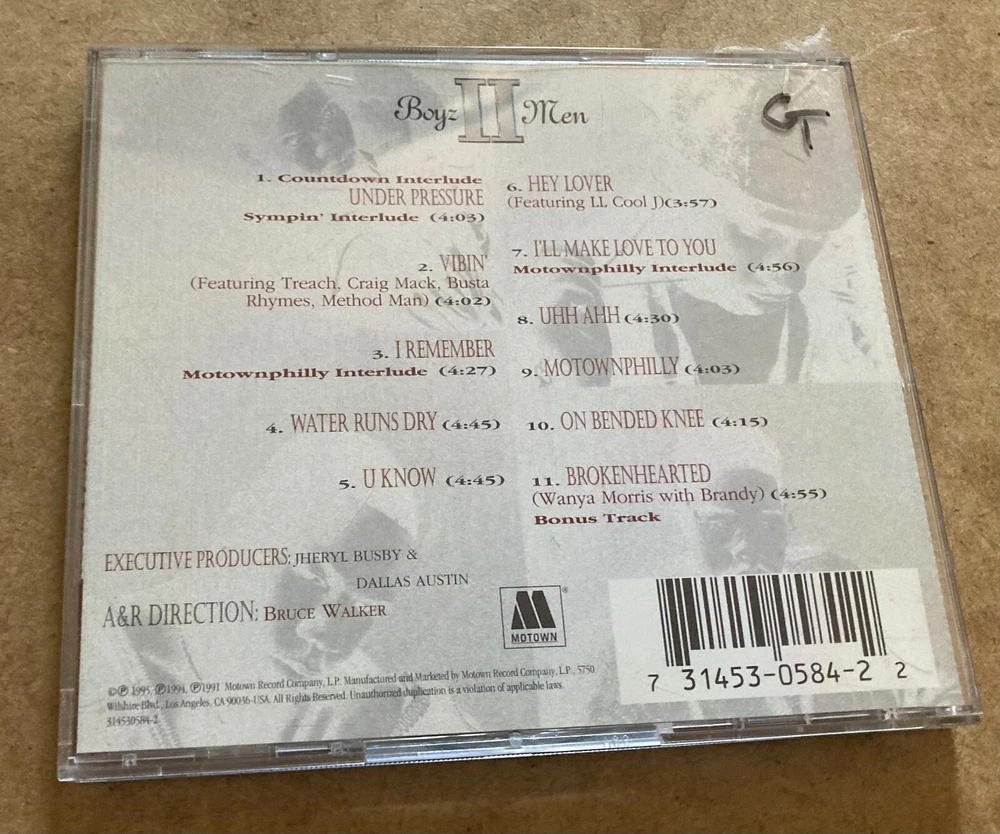 Boyz II Men
GT
1. Countdown Interlude
UNDER PRESSURE
Sympin' Interlude (4:03)
2. VIBIN'
(Featuring Treach, Craig Mack, Busta
Rhymes, Method Man) (4:02)
3. I REMEMBER
Motownphilly Interlude (4:27)
4. WATER RUNS DRY (4:45)
5. U KNOW (4:45)
6. HEY LOVER
(Featuring LL Cool J)(3:57)
7. I'LL MAKE LOVE TO YOU
Motownphilly Interlude (4:56)
8. UHH AHH (4:30)
9. MOTOWNPHILLY (4:03)
10. ON BENDED KNEE (4:15)
11. BROKENHEARTED
(Wanya Morris with Brandy) (4:55)
Bonus Track
EXECUTIVE PRODUCERS: JHERYL BUSBY &
DALLAS AUSTIN
A&R DIRECTION: BRUCE WALKER
M®
MOTOWN
©℗ 1995, ℗1994, ℗1991 Motown Record Company, L.P. Manufactured and Marketed by Motown Record Company, L.P., 5750
Wilshire Blvd., Los Angeles, CA 90036-USA. All Rights Reserved. Unauthorized duplication is a violation of applicable laws.
314530584-2
7 31453-0584-2 2